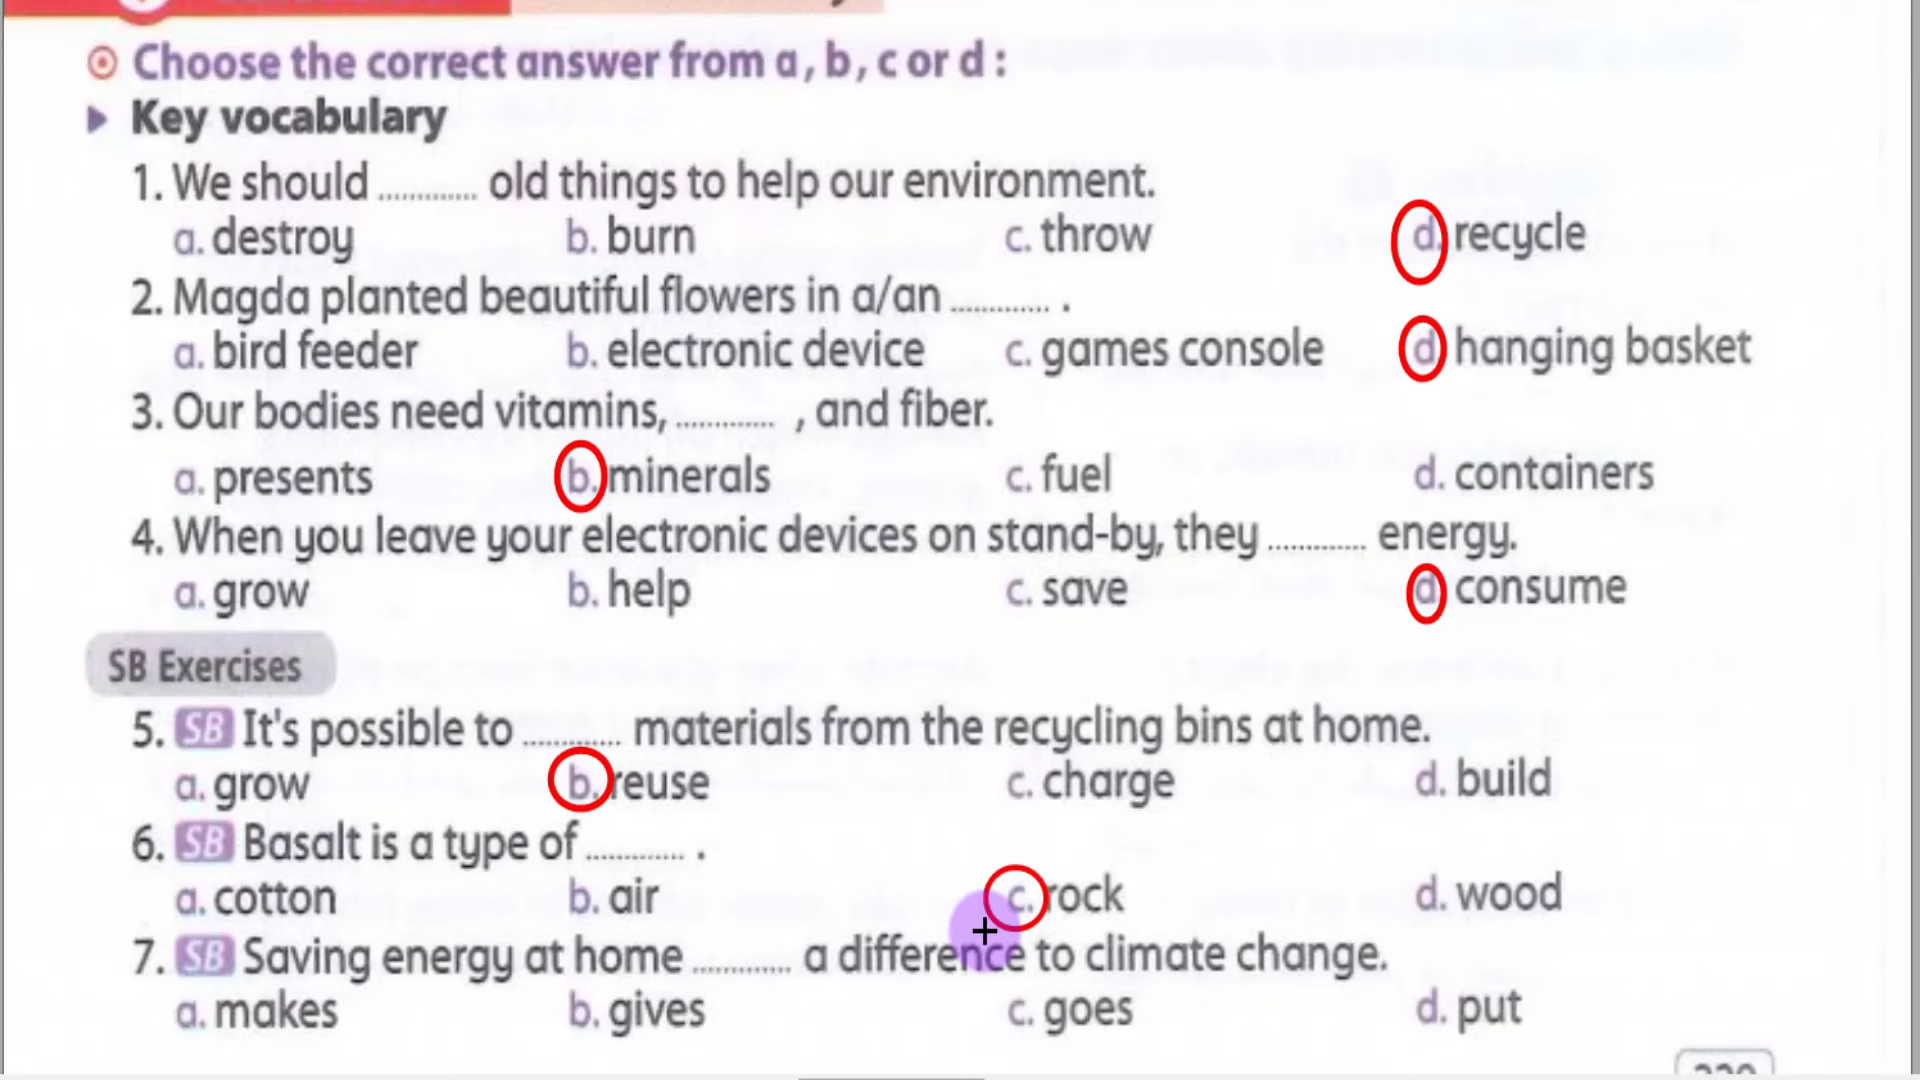 Choose the correct answer from a, b, c or d :
Key vocabulary
1. We should ............ old things to help our environment.
a. destroy b. burn c. throw d. recycle
2. Magda planted beautiful flowers in a/an ............ .
a. bird feeder b. electronic device c. games console d. hanging basket
3. Our bodies need vitamins, ............ , and fiber.
a. presents b. minerals c. fuel d. containers
4. When you leave your electronic devices on stand-by, they ............ energy.
a. grow b. help c. save d. consume
SB Exercises
5. SB It's possible to ............ materials from the recycling bins at home.
a. grow b. reuse c. charge d. build
6. SB Basalt is a type of ............ .
a. cotton b. air c. rock d. wood
7. SB Saving energy at home ............ a difference to climate change.
a. makes b. gives c. goes d. put